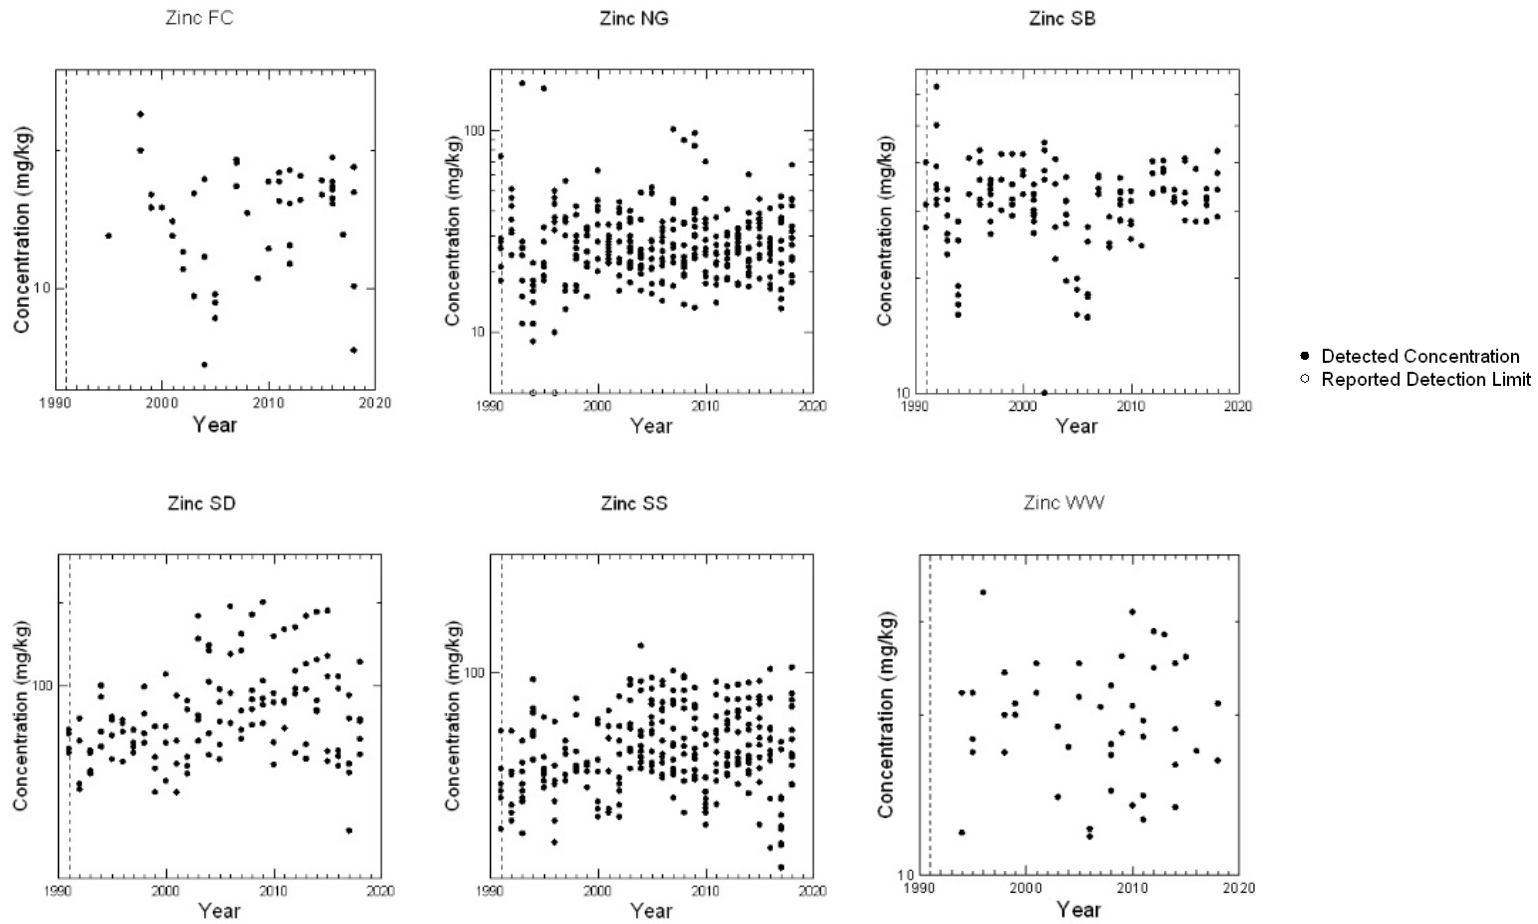 Zinc FC
Zinc NG
Zinc SB
Concentration (mg/kg)
10
1990
2000
2010
2020
Year
Concentration (mg/kg)
100
10
1990
2000
2010
2020
Year
Concentration (mg/kg)
10
1990
2000
2010
2020
Year
Detected Concentration
Reported Detection Limit
Zinc SD
Zinc SS
Zinc WW
Concentration (mg/kg)
100
1990
2000
2010
2020
Year
Concentration (mg/kg)
100
1990
2000
2010
2020
Year
Concentration (mg/kg)
10
1990
2000
2010
2020
Year